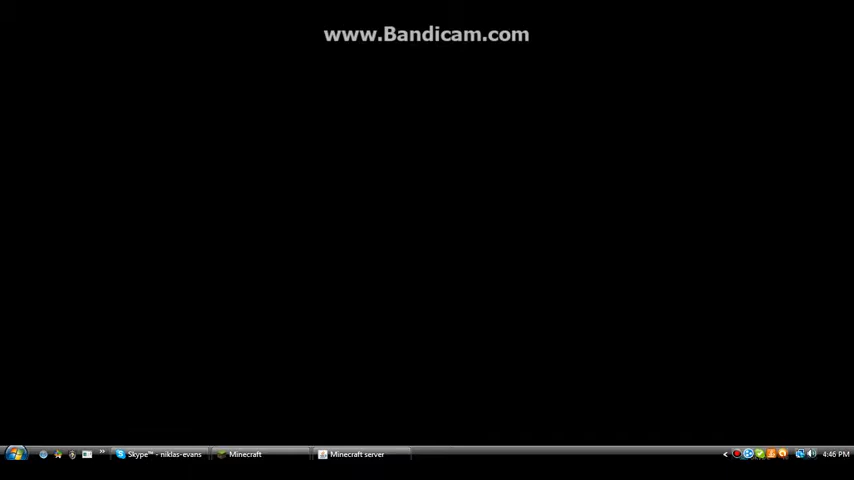 www.Bandicam.com
Skype™ - niklas-evans
Minecraft
Minecraft server
4:46 PM